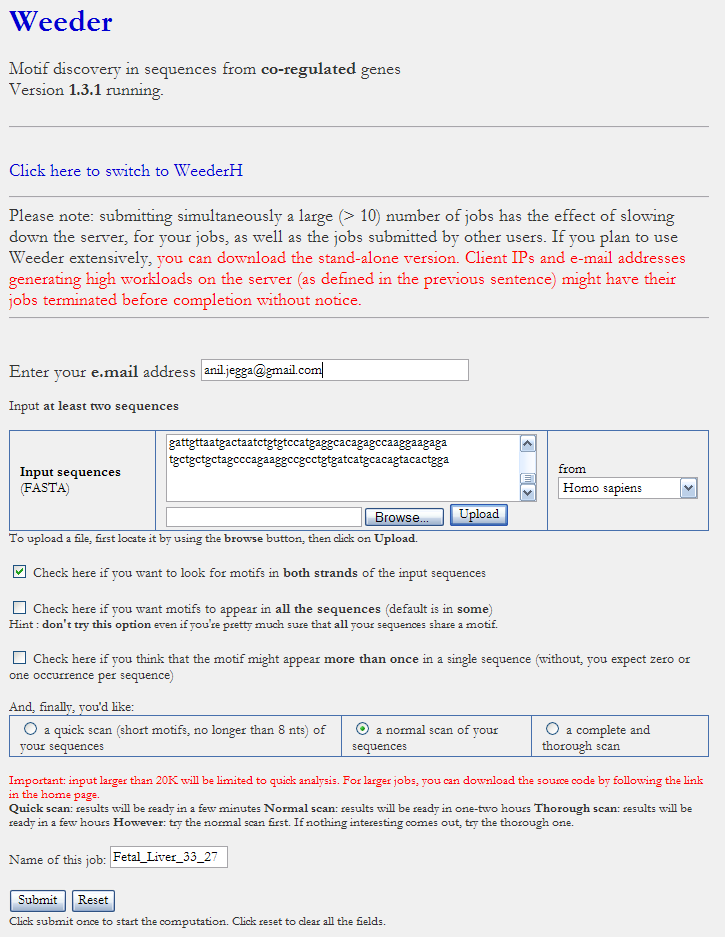 Weeder
Motif discovery in sequences from co-regulated genes
Version 1.3.1 running.
Click here to switch to WeederH
Please note: submitting simultaneously a large (> 10) number of jobs has the effect of slowing
down the server, for your jobs, as well as the jobs submitted by other users. If you plan to use
Weeder extensively, you can download the stand-alone version. Client IPs and e-mail addresses
generating high workloads on the server (as defined in the previous sentence) might have their
jobs terminated before completion without notice.
Enter your e.mail address anil.jegga@gmail.com
Input at least two sequences
Input sequences
(FASTA)
gattgttaatgactaatctgtgtccatgaggcacagagccaaggaagaga
tgctgctgctagcccagaaggccgcctgtgatcatgcacagtacactgga
Browse... Upload
from
Homo sapiens
To upload a file, first locate it by using the browse button, then click on Upload.
Check here if you want to look for motifs in both strands of the input sequences
Check here if you want motifs to appear in all the sequences (default is in some)
Hint : don't try this option even if you're pretty much sure that all your sequences share a motif.
Check here if you think that the motif might appear more than once in a single sequence (without, you expect zero or
one occurrence per sequence)
And, finally, you'd like:
a quick scan (short motifs, no longer than 8 nts) of
your sequences
a normal scan of your
sequences
a complete and
thorough scan
Important: input larger than 20K will be limited to quick analysis. For larger jobs, you can download the source code by following the link
in the home page.
Quick scan: results will be ready in a few minutes Normal scan: results will be ready in one-two hours Thorough scan: results will be
ready in a few hours However: try the normal scan first. If nothing interesting comes out, try the thorough one.
Name of this job: Fetal_Liver_33_27
Submit Reset
Click submit once to start the computation. Click reset to clear all the fields.